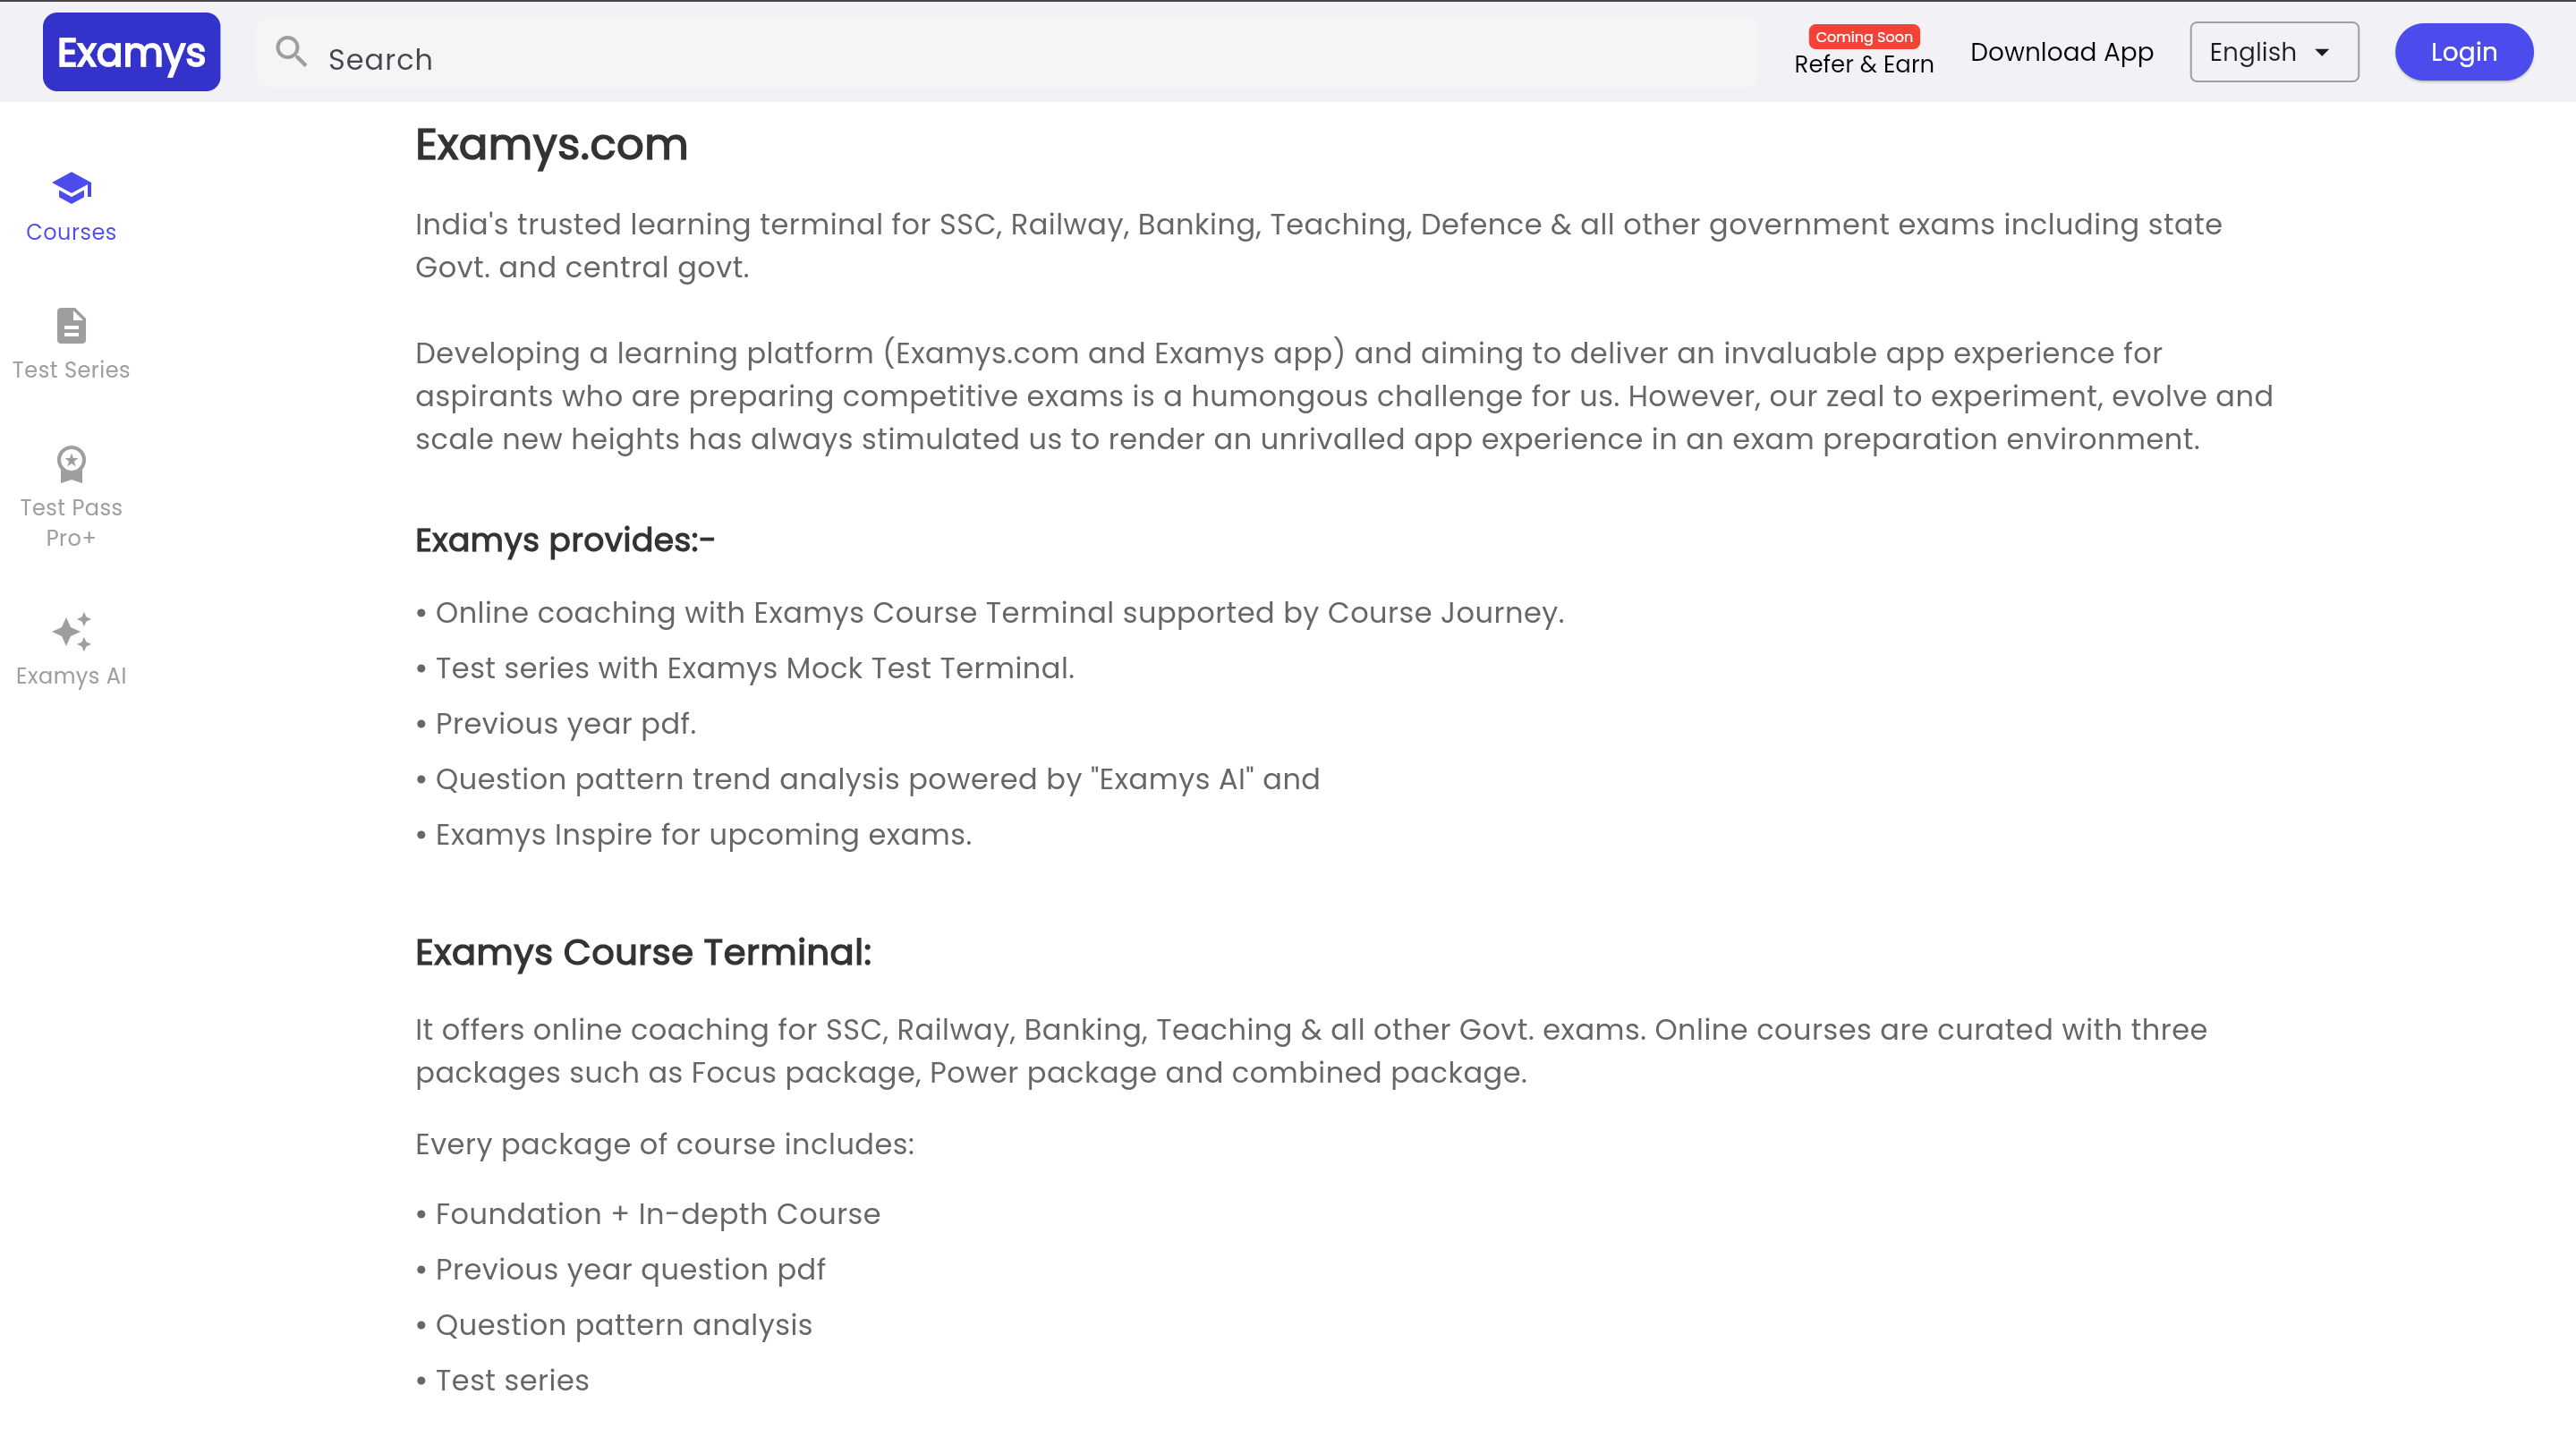 Examys
Search
Coming Soon
Refer & Earn
Download App
English
Login
Courses
Test Series
Test Pass
Pro+
Examys AI
Examys.com
India's trusted learning terminal for SSC, Railway, Banking, Teaching, Defence & all other government exams including state
Govt. and central govt.
Developing a learning platform (Examys.com and Examys app) and aiming to deliver an invaluable app experience for
aspirants who are preparing competitive exams is a humongous challenge for us. However, our zeal to experiment, evolve and
scale new heights has always stimulated us to render an unrivalled app experience in an exam preparation environment.
Examys provides:-
• Online coaching with Examys Course Terminal supported by Course Journey.
• Test series with Examys Mock Test Terminal.
• Previous year pdf.
• Question pattern trend analysis powered by "Examys AI" and
• Examys Inspire for upcoming exams.
Examys Course Terminal:
It offers online coaching for SSC, Railway, Banking, Teaching & all other Govt. exams. Online courses are curated with three
packages such as Focus package, Power package and combined package.
Every package of course includes:
• Foundation + In-depth Course
• Previous year question pdf
• Question pattern analysis
• Test series